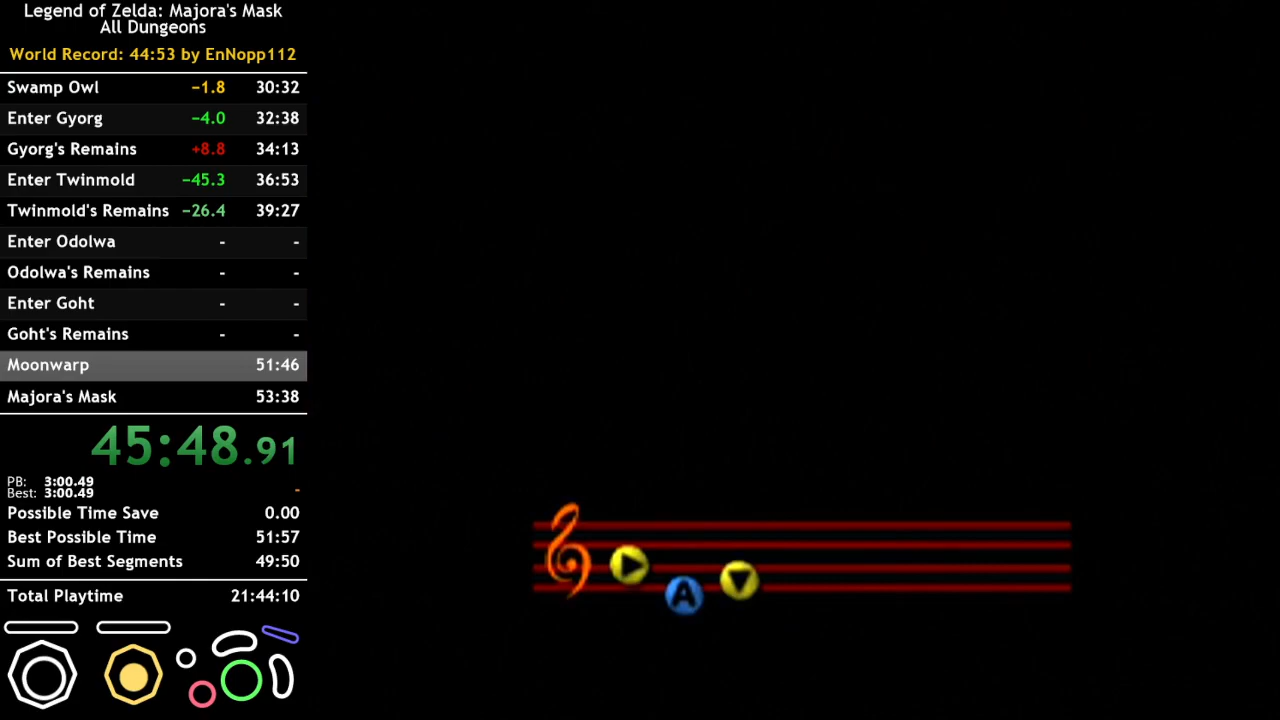 Legend of Zelda: Majora's Mask
All Dungeons
World Record: 44:53 by EnNopp112
Swamp Owl −1.8 30:32
Enter Gyorg −4.0 32:38
Gyorg's Remains +8.8 34:13
Enter Twinmold −45.3 36:53
Twinmold's Remains −26.4 39:27
Enter Odolwa - -
Odolwa's Remains - -
Enter Goht - -
Goht's Remains - -
Moonwarp 51:46
Majora's Mask 53:38
45:48.91
PB: 3:00.49
Best: 3:00.49 -
Possible Time Save 0.00
Best Possible Time 51:57
Sum of Best Segments 49:50
Total Playtime 21:44:10
A